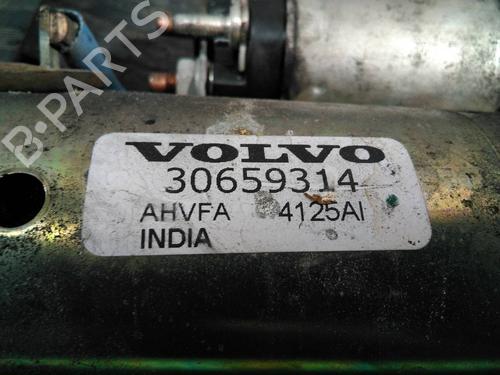 B-PARTS
VOLVO
30659314
AHVFA 4125AI
INDIA